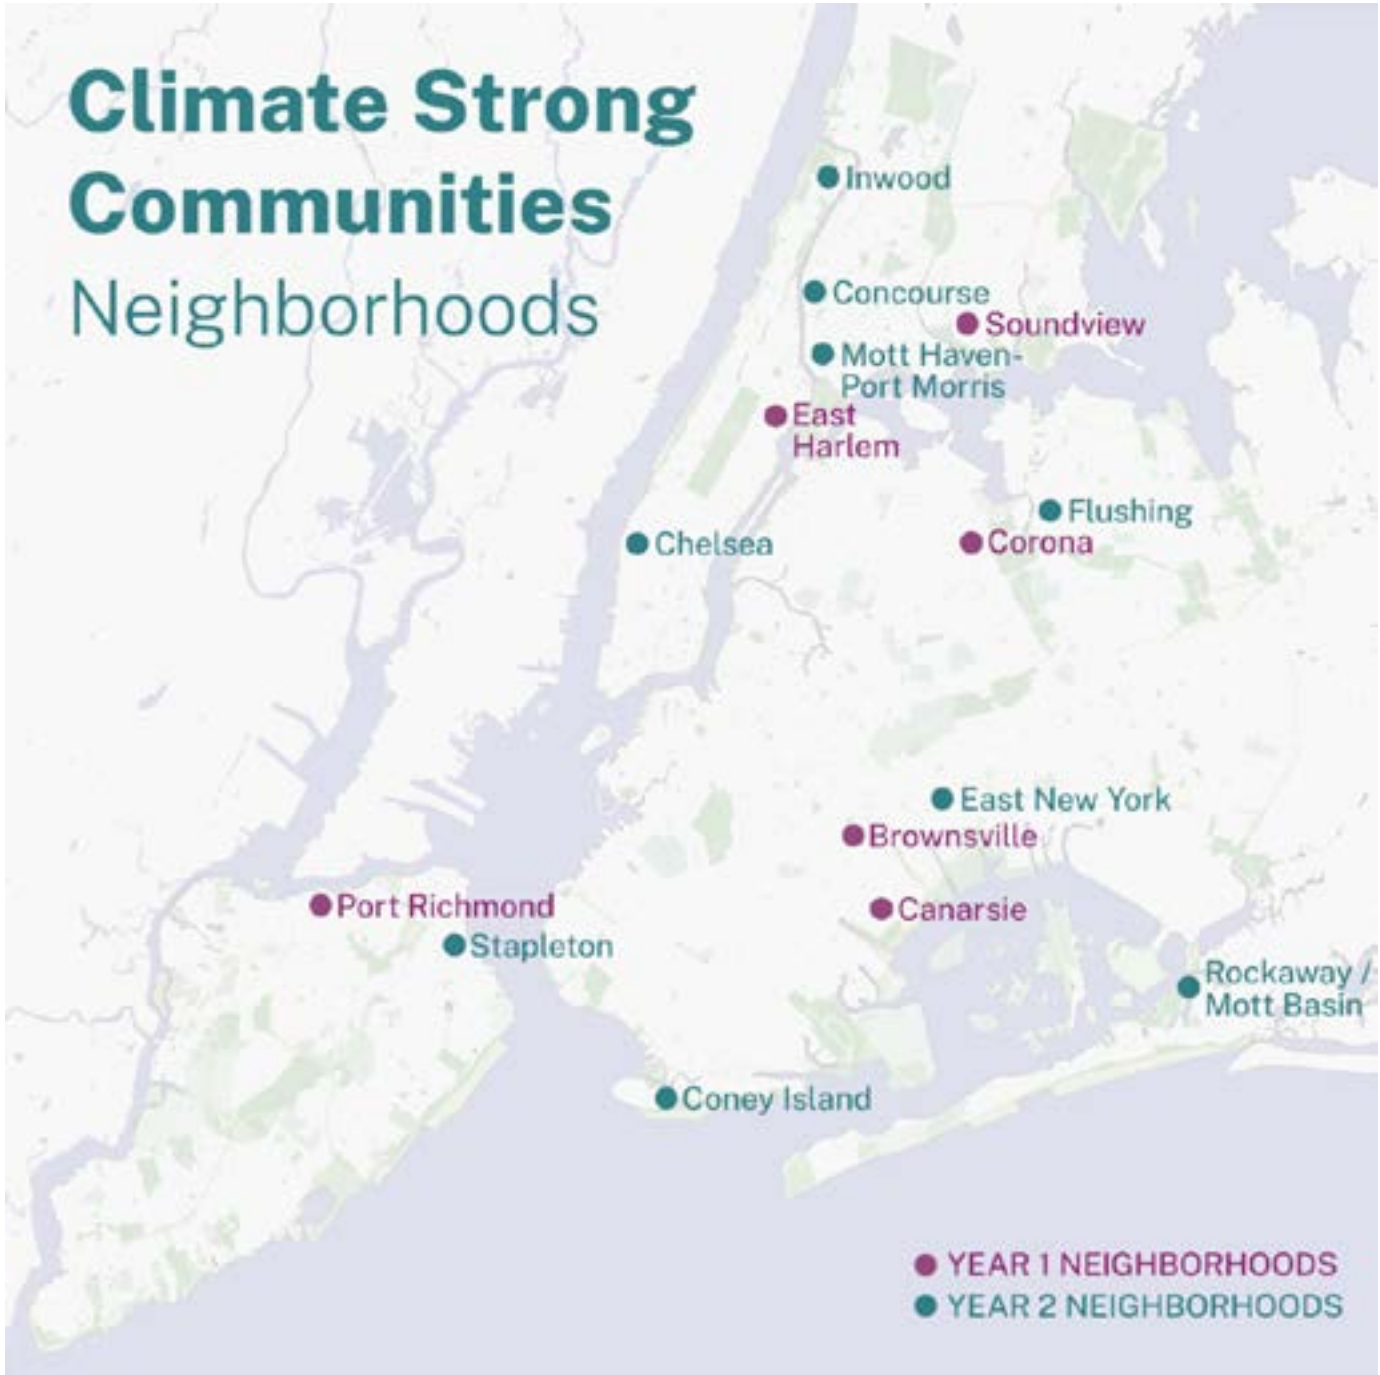 Climate Strong
Communities
Neighborhoods
Inwood
Concourse
Soundview
Mott Haven-
Port Morris
East
Harlem
Flushing
Chelsea
Corona
East New York
Brownsville
Port Richmond
Canarsie
Stapleton
Rockaway /
Mott Basin
Coney Island
YEAR 1 NEIGHBORHOODS
YEAR 2 NEIGHBORHOODS